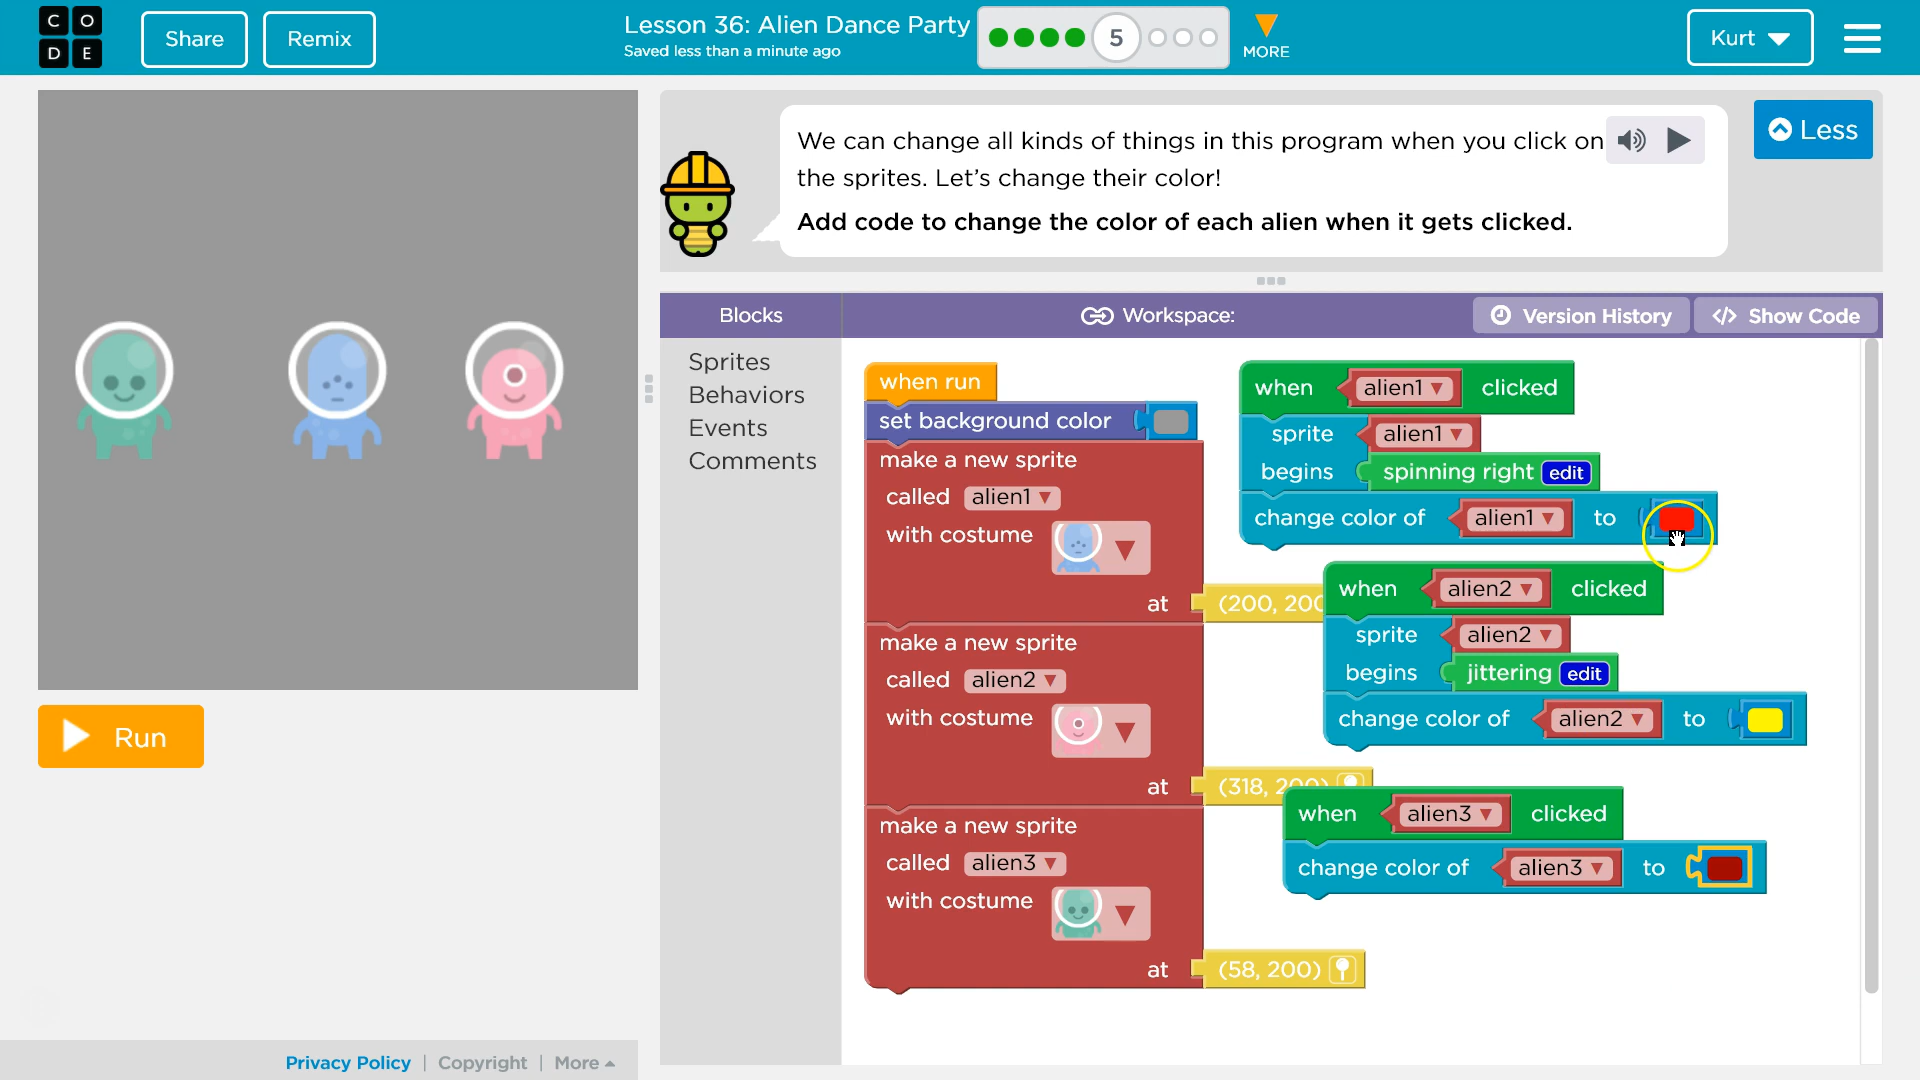 C O
D E
Share
Remix
Lesson 36: Alien Dance Party
Saved less than a minute ago
5
MORE
Kurt
We can change all kinds of things in this program when you click on
the sprites. Let's change their color!
Add code to change the color of each alien when it gets clicked.
Less
Blocks
Workspace:
Version History
</> Show Code
Sprites
Behaviors
Events
Comments
when run
set background color
make a new sprite
called alien1
with costume
at (200, 200
make a new sprite
called alien2
with costume
at (318, 200)
make a new sprite
called alien3
with costume
at (58, 200)
when alien1 clicked
sprite alien1
begins spinning right edit
change color of alien1 to
when alien2 clicked
sprite alien2
begins jittering edit
change color of alien2 to
when alien3 clicked
change color of alien3 to
Run
Privacy Policy | Copyright | More